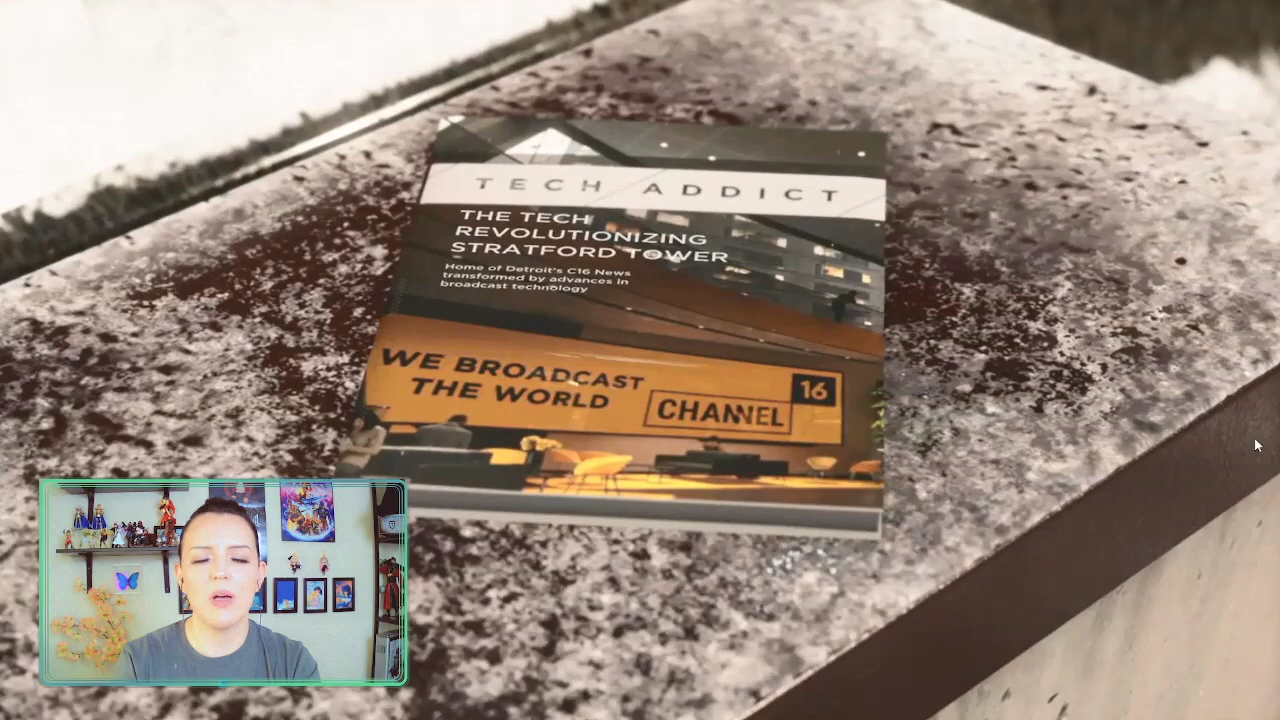 TECH ADDICT
THE TECH
REVOLUTIONIZING
STRATFORD TOWER
Home of Detroit's C16 News
transformed by advances in
broadcast technology
WE BROADCAST
THE WORLD
CHANNEL
16